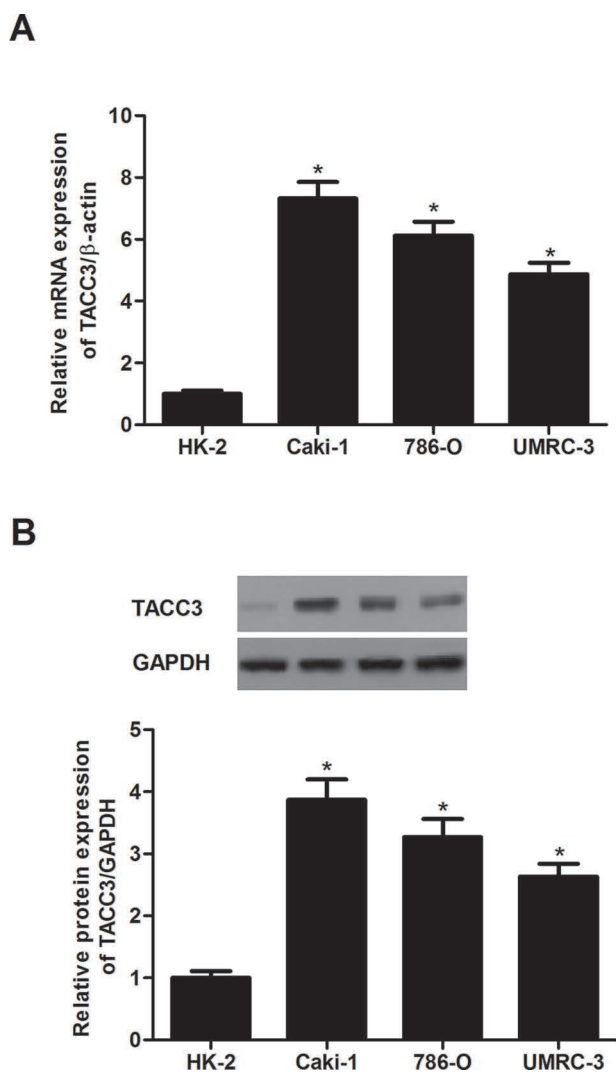 A
Relative mRNA expression
of TACC3/β-actin
10
8
6
4
2
0
*
*
*
HK-2 Caki-1 786-O UMRC-3
B
TACC3
GAPDH
Relative protein expression
of TACC3/GAPDH
5
4
3
2
1
0
*
*
*
HK-2 Caki-1 786-O UMRC-3